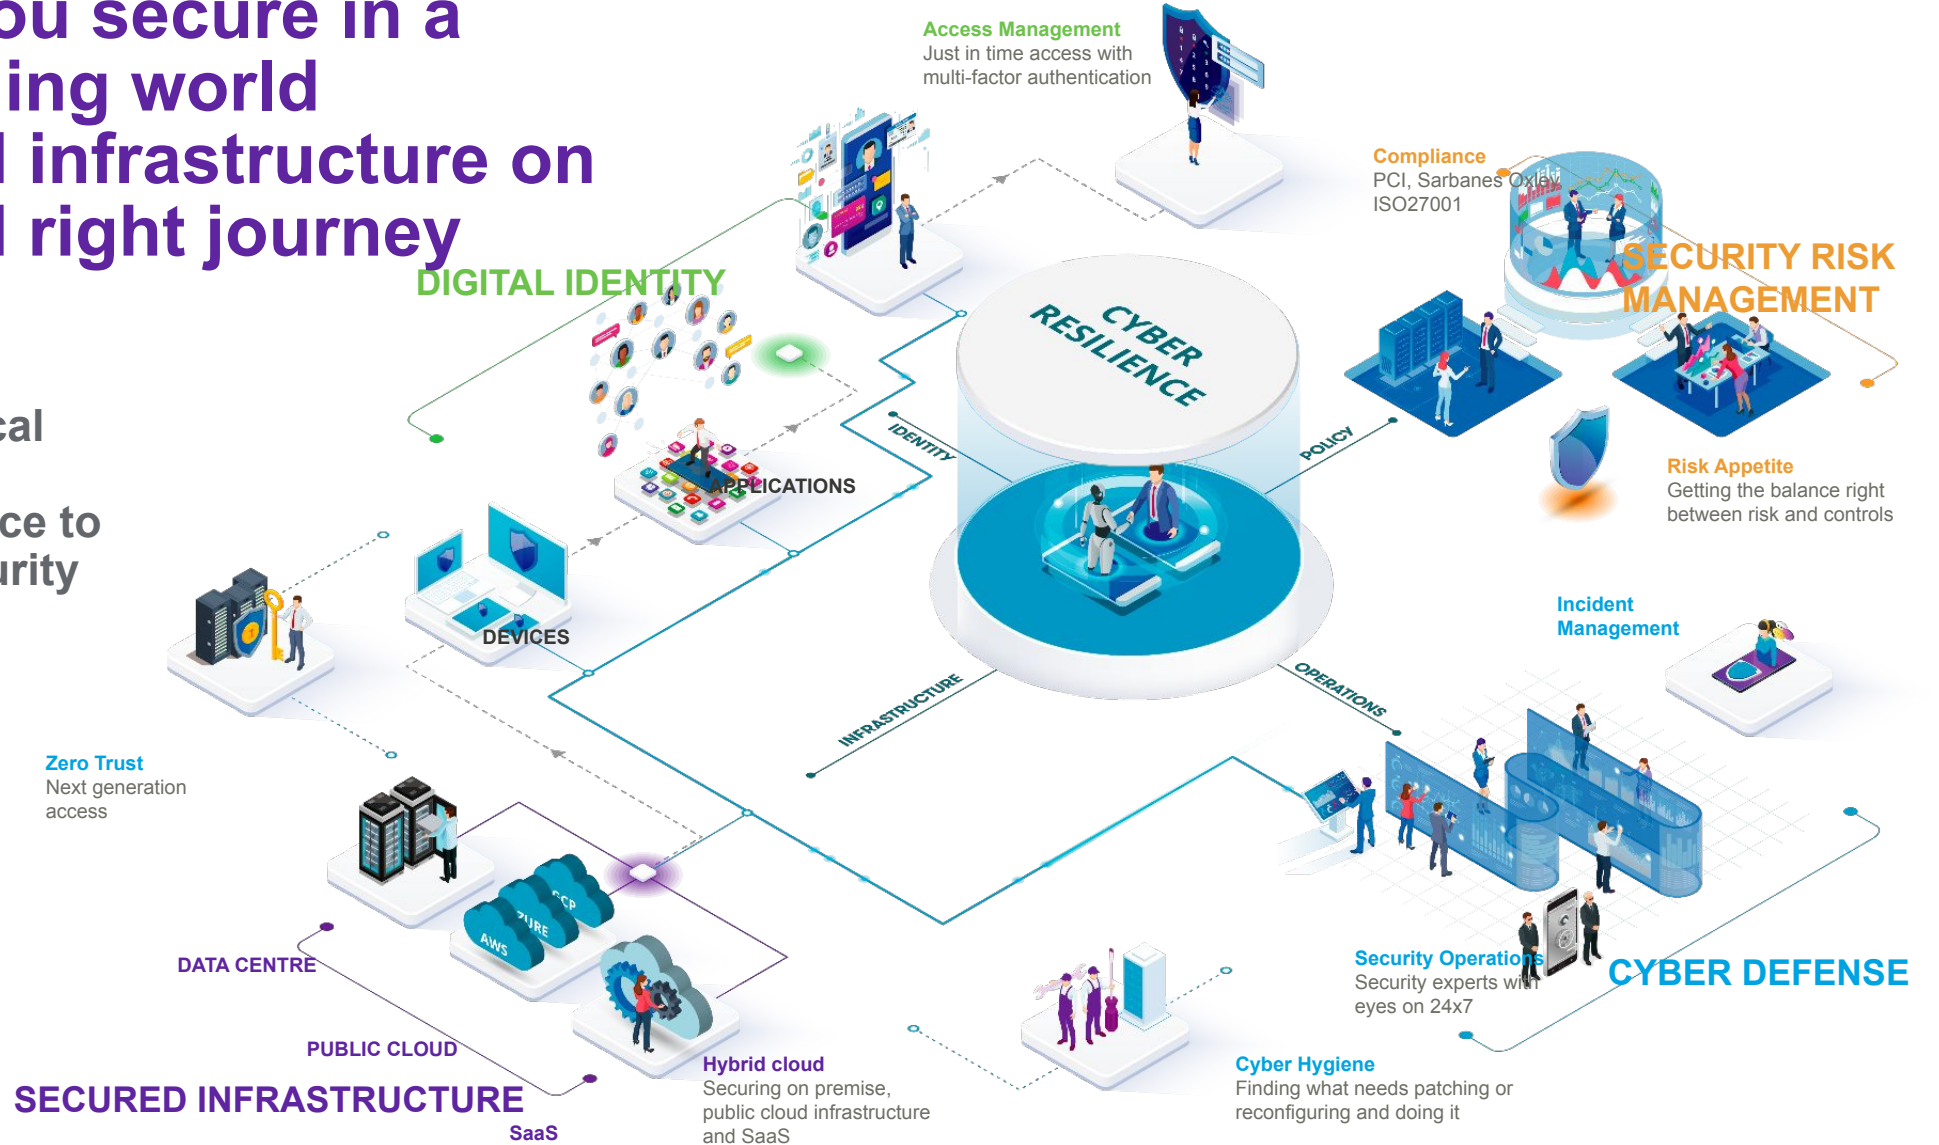 ou secure in a
ing world
l infrastructure on
l right journey
cal
ce to
urity
Access Management
Just in time access with
multi-factor authentication
Compliance
PCI, Sarbanes Oxley
ISO27001
SECURITY RISK
MANAGEMENT
DIGITAL IDENTITY
CYBER
RESILIENCE
IDENTITY
POLICY
APPLICATIONS
Risk Appetite
Getting the balance right
between risk and controls
DEVICES
Incident
Management
INFRASTRUCTURE
OPERATIONS
Zero Trust
Next generation
access
GCP
AZURE
AWS
DATA CENTRE
PUBLIC CLOUD
SECURED INFRASTRUCTURE
SaaS
Hybrid cloud
Securing on premise,
public cloud infrastructure
and SaaS
Security Operations
Security experts with
eyes on 24x7
CYBER DEFENSE
Cyber Hygiene
Finding what needs patching or
reconfiguring and doing it